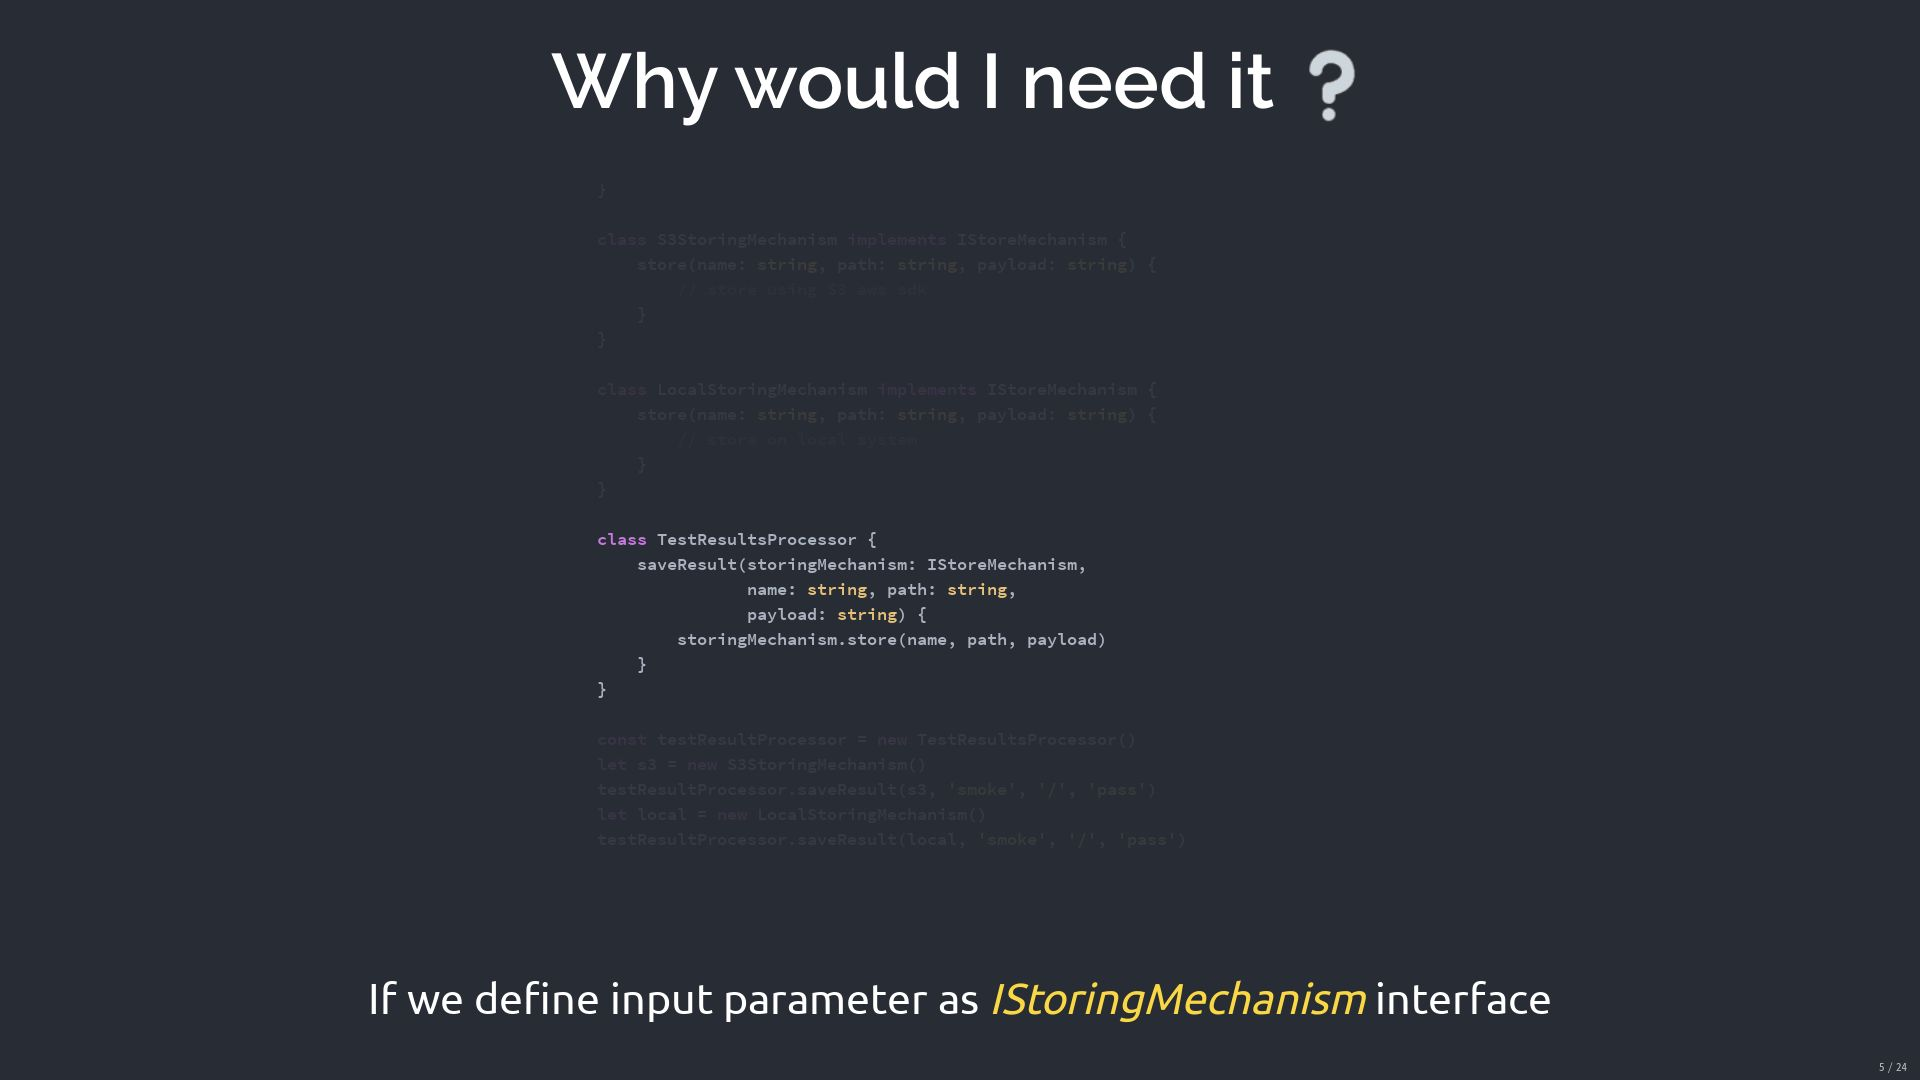 Why would I need it ❔
}
class S3StoringMechanism implements IStoreMechanism {
store(name: string, path: string, payload: string) {
// store using S3 aws sdk
}
}
class LocalStoringMechanism implements IStoreMechanism {
store(name: string, path: string, payload: string) {
// store on local system
}
}
class TestResultsProcessor {
saveResult(storingMechanism: IStoreMechanism,
name: string, path: string,
payload: string) {
storingMechanism.store(name, path, payload)
}
}
const testResultProcessor = new TestResultsProcessor()
let s3 = new S3StoringMechanism()
testResultProcessor.saveResult(s3, 'smoke', '/', 'pass')
let local = new LocalStoringMechanism()
testResultProcessor.saveResult(local, 'smoke', '/', 'pass')
If we define input parameter as IStoringMechanism interface
5 / 24